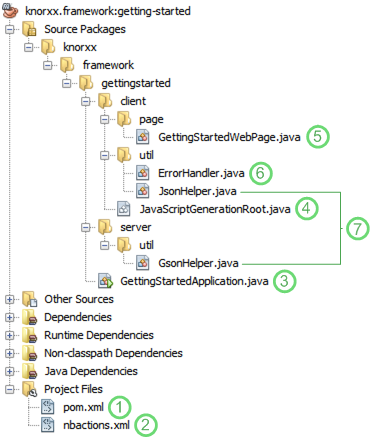 knorxx.framework:getting-started
Source Packages
knorxx
framework
gettingstarted
client
page
GettingStartedWebPage.java 5
util
ErrorHandler.java 6
JsonHelper.java
JavaScriptGenerationRoot.java 4
7
server
util
GsonHelper.java
GettingStartedApplication.java 3
Other Sources
Dependencies
Runtime Dependencies
Non-classpath Dependencies
Java Dependencies
Project Files
pom.xml 1
nbactions.xml 2